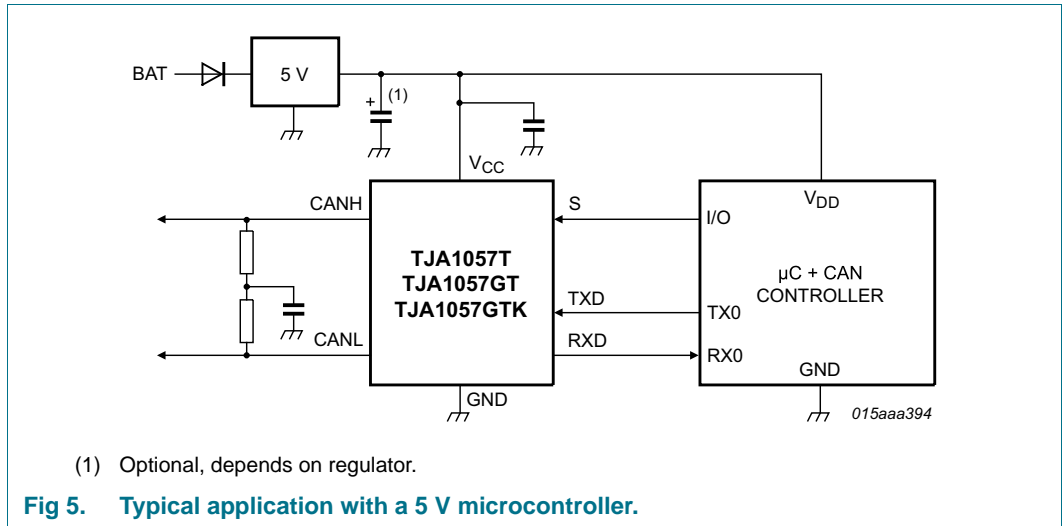 BAT
5 V
+
(1)
VCC
VDD
CANH
S
I/O
TJA1057T
TJA1057GT
TJA1057GTK
µC + CAN
CONTROLLER
TXD
TX0
CANL
RXD
RX0
GND
GND
015aaa394
(1) Optional, depends on regulator.
Fig 5. Typical application with a 5 V microcontroller.